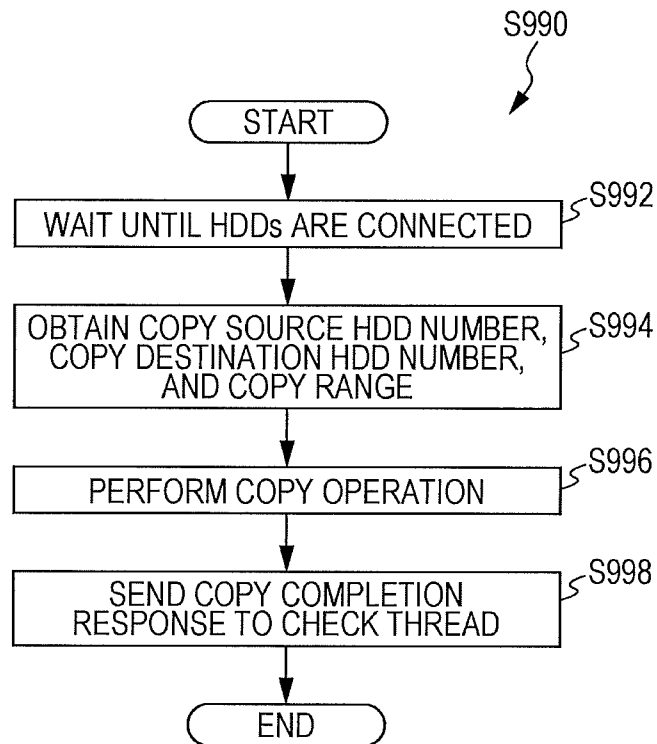 S990
START
WAIT UNTIL HDDs ARE CONNECTED
S992
OBTAIN COPY SOURCE HDD NUMBER,
COPY DESTINATION HDD NUMBER,
AND COPY RANGE
S994
PERFORM COPY OPERATION
S996
SEND COPY COMPLETION
RESPONSE TO CHECK THREAD
S998
END